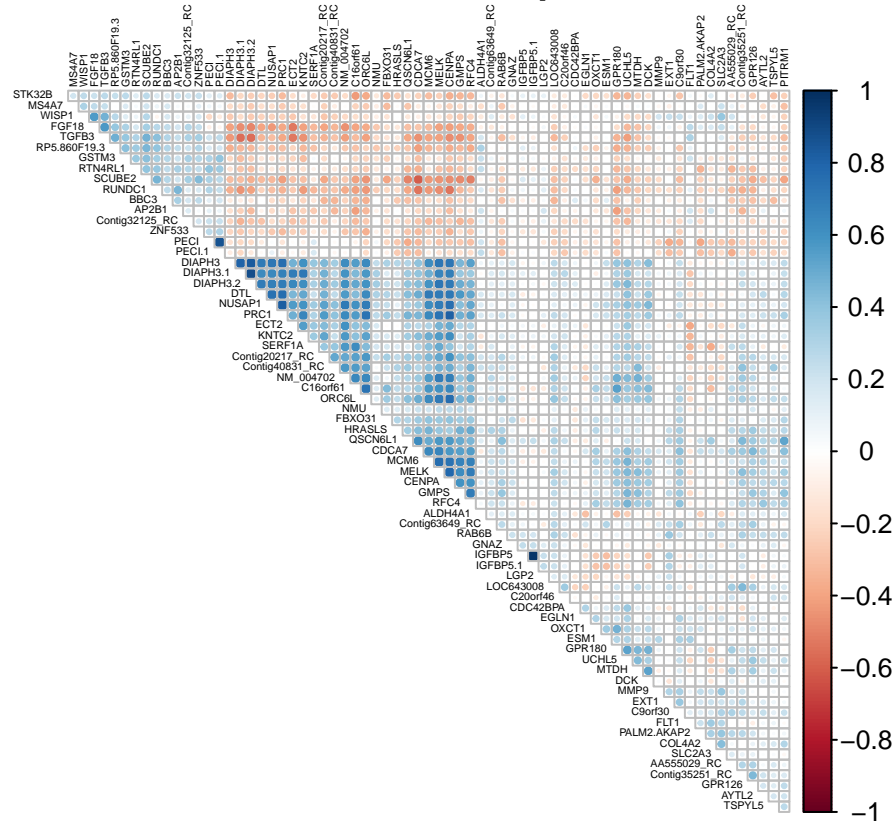 MS4A7
WISP1
FGF18
TGFB3
RP5.860F19.3
GSTM3
RTN4RL1
SCUBE2
RUNDC1
BBC3
AP2B1
Contig32125_RC
ZNF533
PECI
PECI.1
DIAPH3
DIAPH3.1
DIAPH3.2
DTL
NUSAP1
PRC1
ECT2
KNTC2
SERF1A
Contig20217_RC
Contig40831_RC
NM_004702
C16orf61
ORC6L
NMU
FBXO31
HRASLS
QSCN6L1
CDCA7
MCM6
MELK
CENPA
GMPS
RFC4
ALDH4A1
Contig63649_RC
RAB6B
GNAZ
IGFBP5
IGFBP5.1
LGP2
LOC643008
C20orf46
CDC42BPA
EGLN1
OXCT1
ESM1
GPR180
UCHL5
MTDH
DCK
MMP9
EXT1
C9orf30
FLT1
PALM2.AKAP2
COL4A2
SLC2A3
AA555029_RC
Contig35251_RC
GPR126
AYTL2
TSPYL5
PITRM1
STK32B
MS4A7
WISP1
FGF18
TGFB3
RP5.860F19.3
GSTM3
RTN4RL1
SCUBE2
RUNDC1
BBC3
AP2B1
Contig32125_RC
ZNF533
PECI
PECI.1
DIAPH3
DIAPH3.1
DIAPH3.2
DTL
NUSAP1
PRC1
ECT2
KNTC2
SERF1A
Contig20217_RC
Contig40831_RC
NM_004702
C16orf61
ORC6L
NMU
FBXO31
HRASLS
QSCN6L1
CDCA7
MCM6
MELK
CENPA
GMPS
RFC4
ALDH4A1
Contig63649_RC
RAB6B
GNAZ
IGFBP5
IGFBP5.1
LGP2
LOC643008
C20orf46
CDC42BPA
EGLN1
OXCT1
ESM1
GPR180
UCHL5
MTDH
DCK
MMP9
EXT1
C9orf30
FLT1
PALM2.AKAP2
COL4A2
SLC2A3
AA555029_RC
Contig35251_RC
GPR126
AYTL2
TSPYL5
1
0.8
0.6
0.4
0.2
0
−0.2
−0.4
−0.6
−0.8
−1